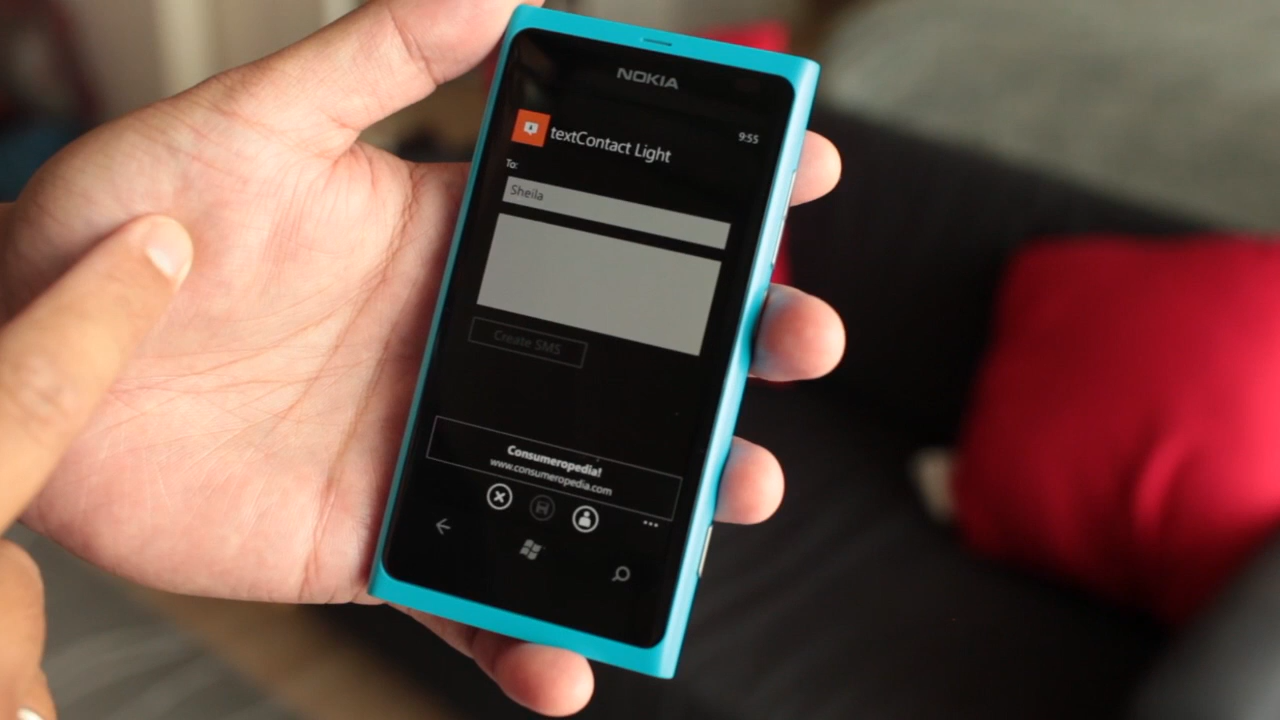 NOKIA
9:55
textContact Light
To:
Sheila
Create SMS
Consumeropedia!
www.consumeropedia.com